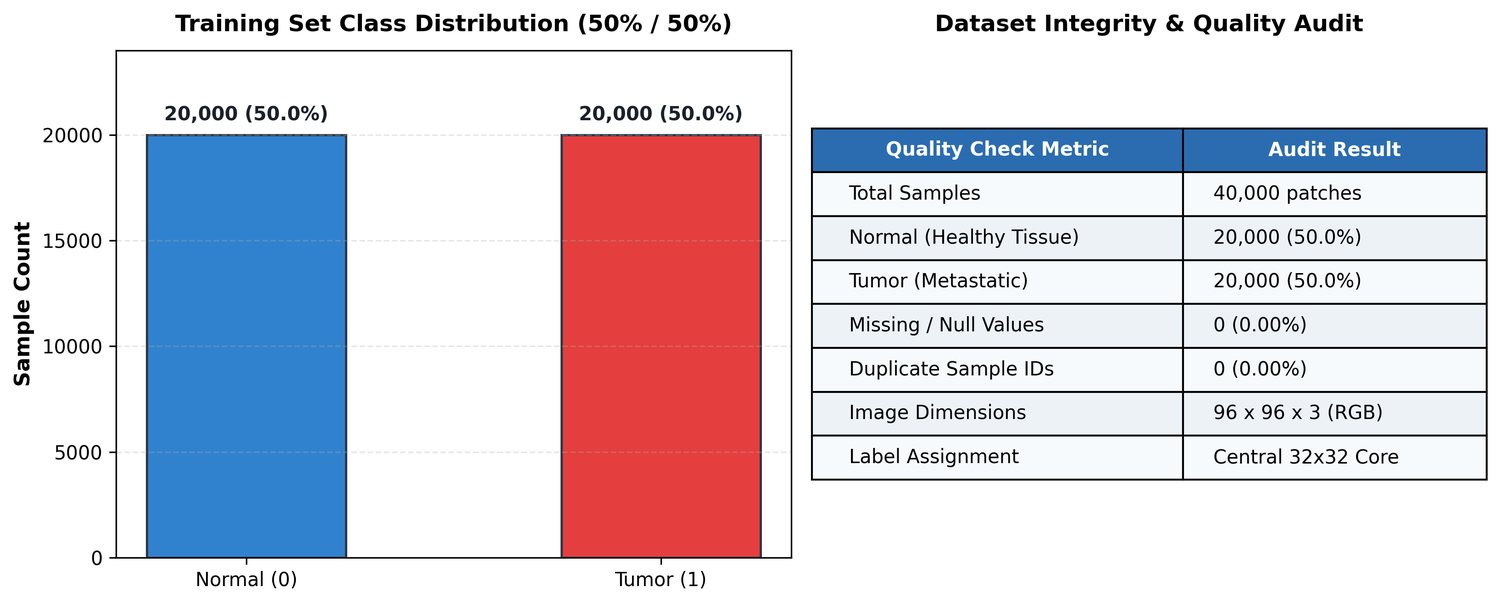 Training Set Class Distribution (50% / 50%)
Sample Count
20000
15000
10000
5000
0
20,000 (50.0%)
20,000 (50.0%)
Normal (0)
Tumor (1)
Dataset Integrity & Quality Audit
Quality Check Metric Audit Result
Total Samples 40,000 patches
Normal (Healthy Tissue) 20,000 (50.0%)
Tumor (Metastatic) 20,000 (50.0%)
Missing / Null Values 0 (0.00%)
Duplicate Sample IDs 0 (0.00%)
Image Dimensions 96 x 96 x 3 (RGB)
Label Assignment Central 32x32 Core